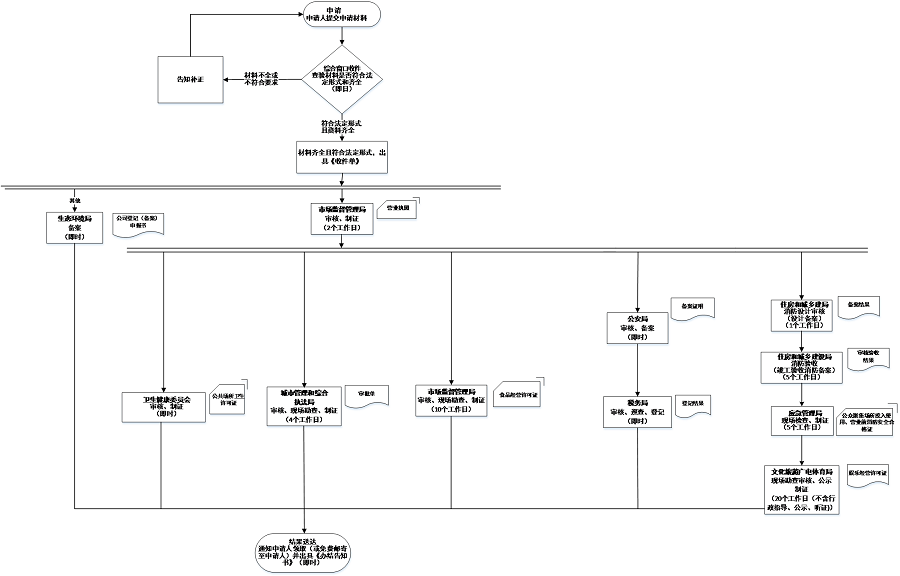 申请
申请人提交申请材料
综合窗口收件
查验材料是否符合法
定形式和齐全
(即日)
材料不全或
不符合要求
告知补正
符合法定形式
且资料齐全
材料齐全且符合法定形式，出
具《收件单》
其他
生态环境局
备案
(即时)
公司登记（备案）
申报书
市场监督管理局
审核、制证
(2个工作日)
营业执照
卫生健康委员会
审核、制证
(即时)
公共场所卫生
许可证
城市管理和综合
执法局
审核、现场勘查、制证
(4个工作日)
审批单
市场监督管理局
审核、现场勘查、制证
(10个工作日)
食品经营许可证
公安局
审核、备案
(即时)
备案证明
税务局
审核、巡查、登记
(即时)
登记结果
住房和城乡建局
消防设计审核
(设计备案)
(1个工作日)
备案结果
住房和城乡建设局
消防验收
(竣工验收消防备案)
(5个工作日)
审核验收
结果
应急管理局
现场检查、制证
(5个工作日)
公众聚集场所投入使
用、营业前消防安全合
格证
文化旅游广电体育局
现场勘查审核、公示
制证
(20个工作日（不含行
政指导、公示、听证))
娱乐经营许可证
结果送达
通知申请人领取（或免费邮寄
至申请人）并出具《办结告知
书》（即时）